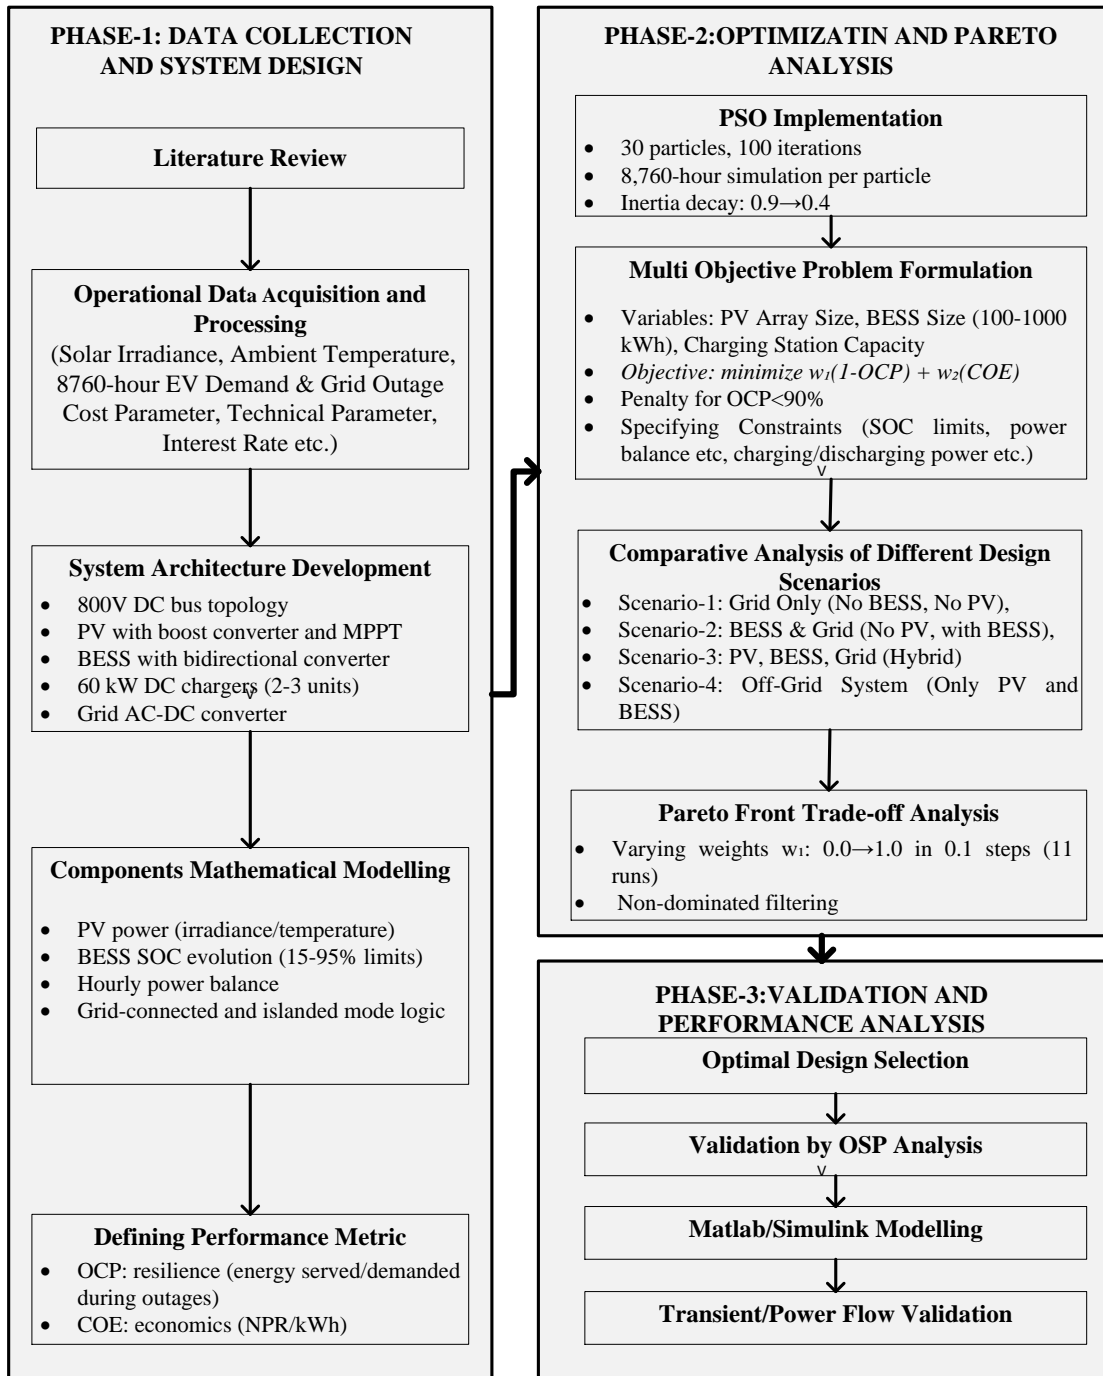 PHASE-1: DATA COLLECTION
AND SYSTEM DESIGN
Literature Review
Operational Data Acquisition and
Processing
(Solar Irradiance, Ambient Temperature,
8760-hour EV Demand & Grid Outage
Cost Parameter, Technical Parameter,
Interest Rate etc.)
System Architecture Development
• 800V DC bus topology
• PV with boost converter and MPPT
• BESS with bidirectional converter
• 60 kW DC chargers (2-3 units)
v
• Grid AC-DC converter
Components Mathematical Modelling
• PV power (irradiance/temperature)
• BESS SOC evolution (15-95% limits)
• Hourly power balance
• Grid-connected and islanded mode logic
Defining Performance Metric
• OCP: resilience (energy served/demanded
during outages)
• COE: economics (NPR/kWh)
PHASE-2:OPTIMIZATIN AND PARETO
ANALYSIS
PSO Implementation
• 30 particles, 100 iterations
• 8,760-hour simulation per particle
• Inertia decay: 0.9→0.4
Multi Objective Problem Formulation
• Variables: PV Array Size, BESS Size (100-1000
kWh), Charging Station Capacity
• Objective: minimize w₁(1-OCP) + w₂(COE)
• Penalty for OCP<90%
• Specifying Constraints (SOC limits, power
balance etc, charging/discharging power etc.)
v
Comparative Analysis of Different Design
Scenarios
• Scenario-1: Grid Only (No BESS, No PV),
• Scenario-2: BESS & Grid (No PV, with BESS),
• Scenario-3: PV, BESS, Grid (Hybrid)
• Scenario-4: Off-Grid System (Only PV and
BESS)
Pareto Front Trade-off Analysis
• Varying weights w₁: 0.0→1.0 in 0.1 steps (11
runs)
• Non-dominated filtering
PHASE-3:VALIDATION AND
PERFORMANCE ANALYSIS
Optimal Design Selection
Validation by OSP Analysis
v
Matlab/Simulink Modelling
Transient/Power Flow Validation